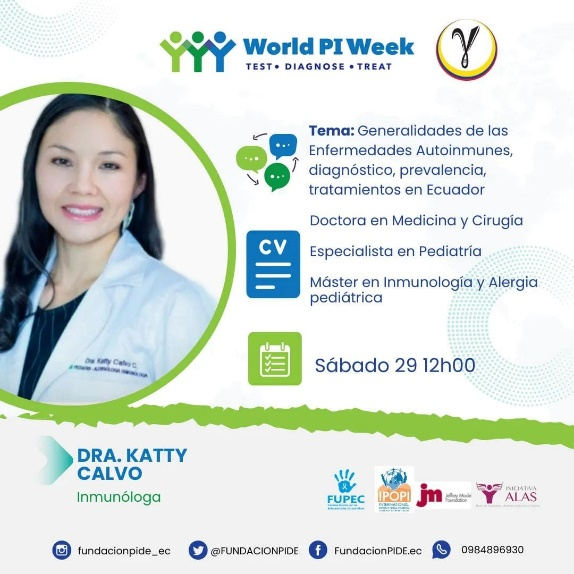 World PI Week
TEST • DIAGNOSE • TREAT
Tema: Generalidades de las
Enfermedades Autoinmunes,
diagnóstico, prevalencia,
tratamientos en Ecuador
CV
Doctora en Medicina y Cirugía
Especialista en Pediatría
Máster en Inmunología y Alergia
pediátrica
Dra. Katty Calvo C.
Sábado 29 12h00
DRA. KATTY
CALVO
Inmunóloga
FUPEC
IPOPI
jm Jeffrey Modell
Foundation
INICIATIVA
ALAS
fundacionpide_ec
@FUNDACIONPIDE
FundacionPIDE.ec
0984896930